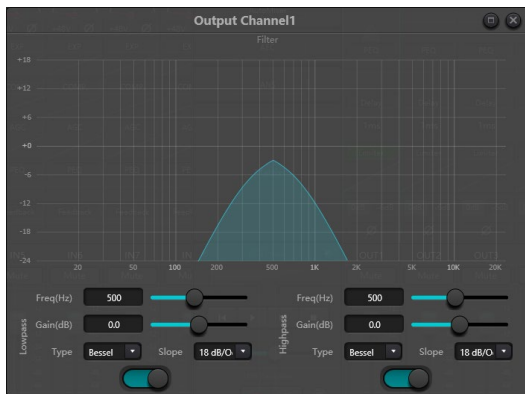 Output Channel1
Filter
+18
+12
+6
+0
-6
-12
-18
-24
20 50 100 200 500 1K 2K 5K 10K 20K
Lowpass
Freq(Hz) 500
Gain(dB) 0.0
Type Bessel Slope 18 dB/O
Highpass
Freq(Hz) 500
Gain(dB) 0.0
Type Bessel Slope 18 dB/O